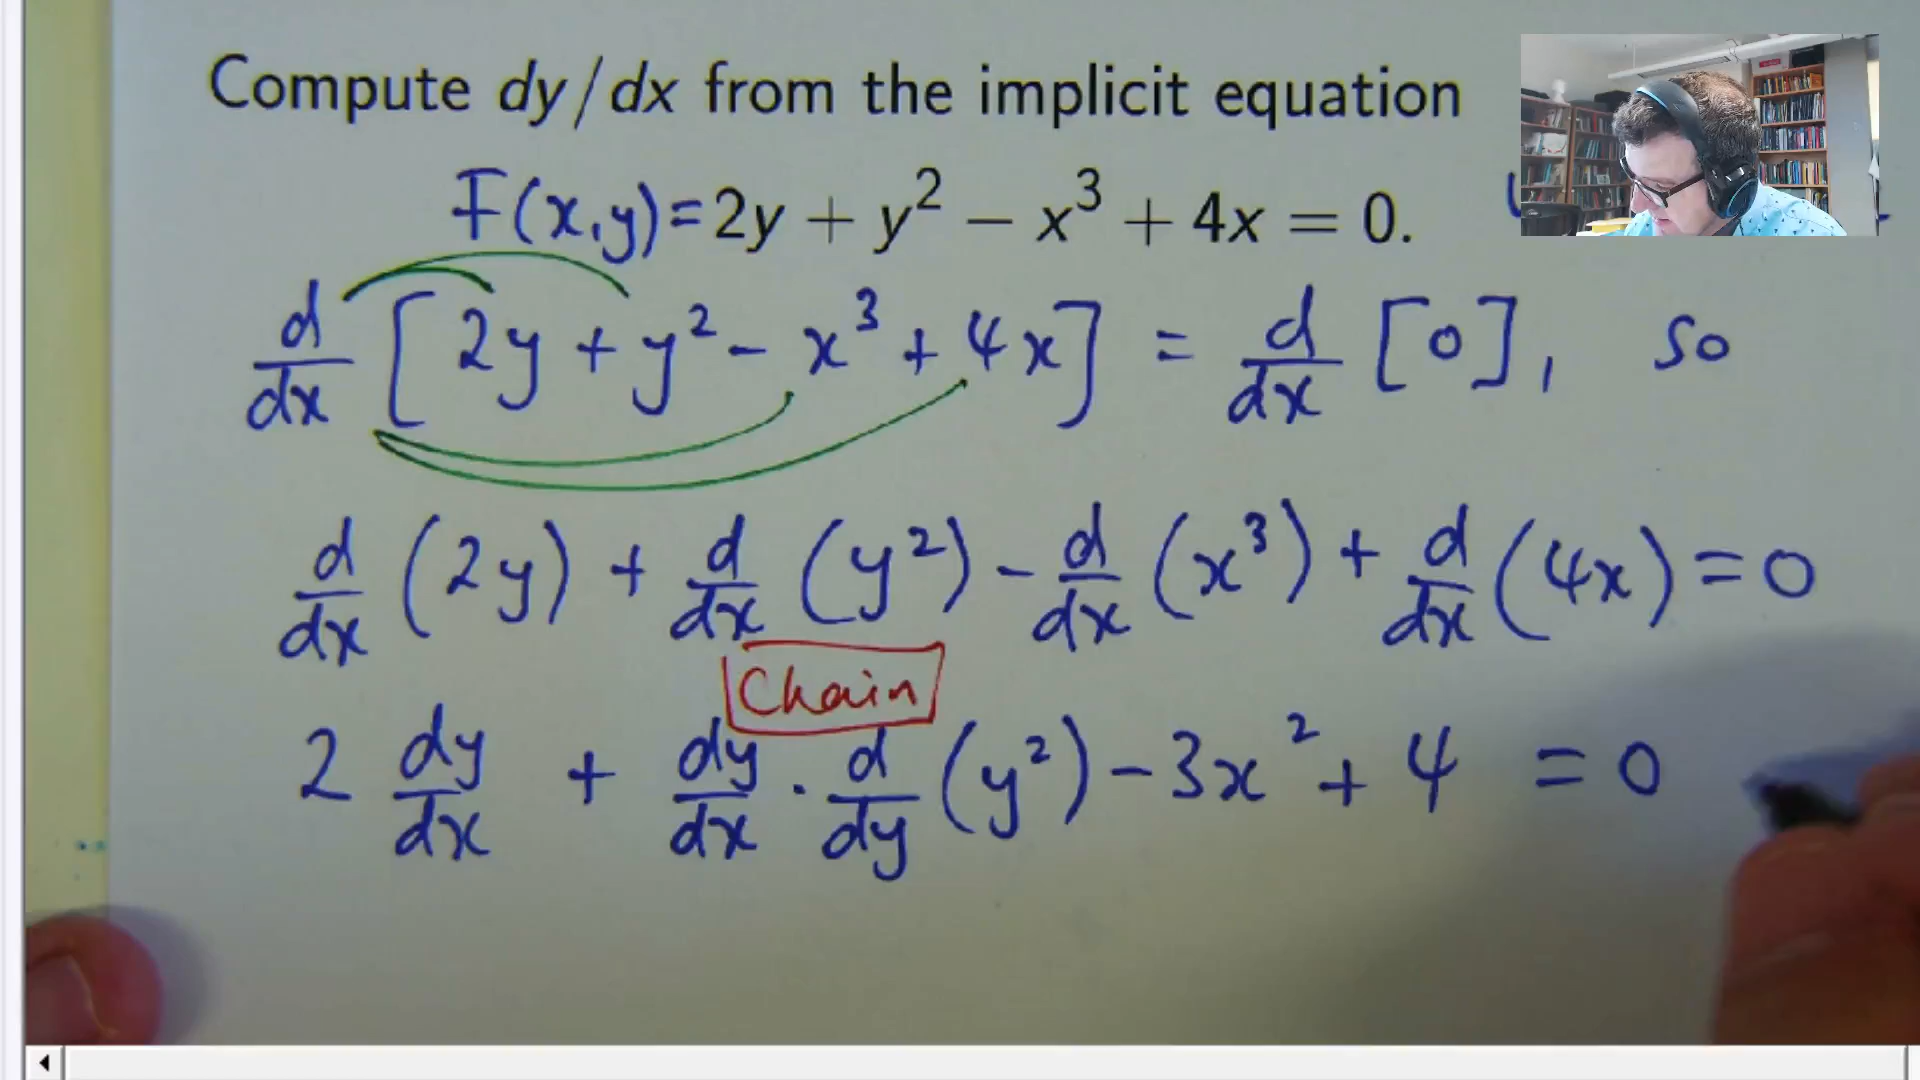 Compute dy/dx from the implicit equation
F(x,y)=2y + y² − x³ + 4x = 0.
d/dx [2y + y² − x³ + 4x] = d/dx [0], so
d/dx (2y) + d/dx (y²) − d/dx (x³) + d/dx (4x) = 0
Chain
2 dy/dx + dy/dx · d/dy (y²) − 3x² + 4 = 0